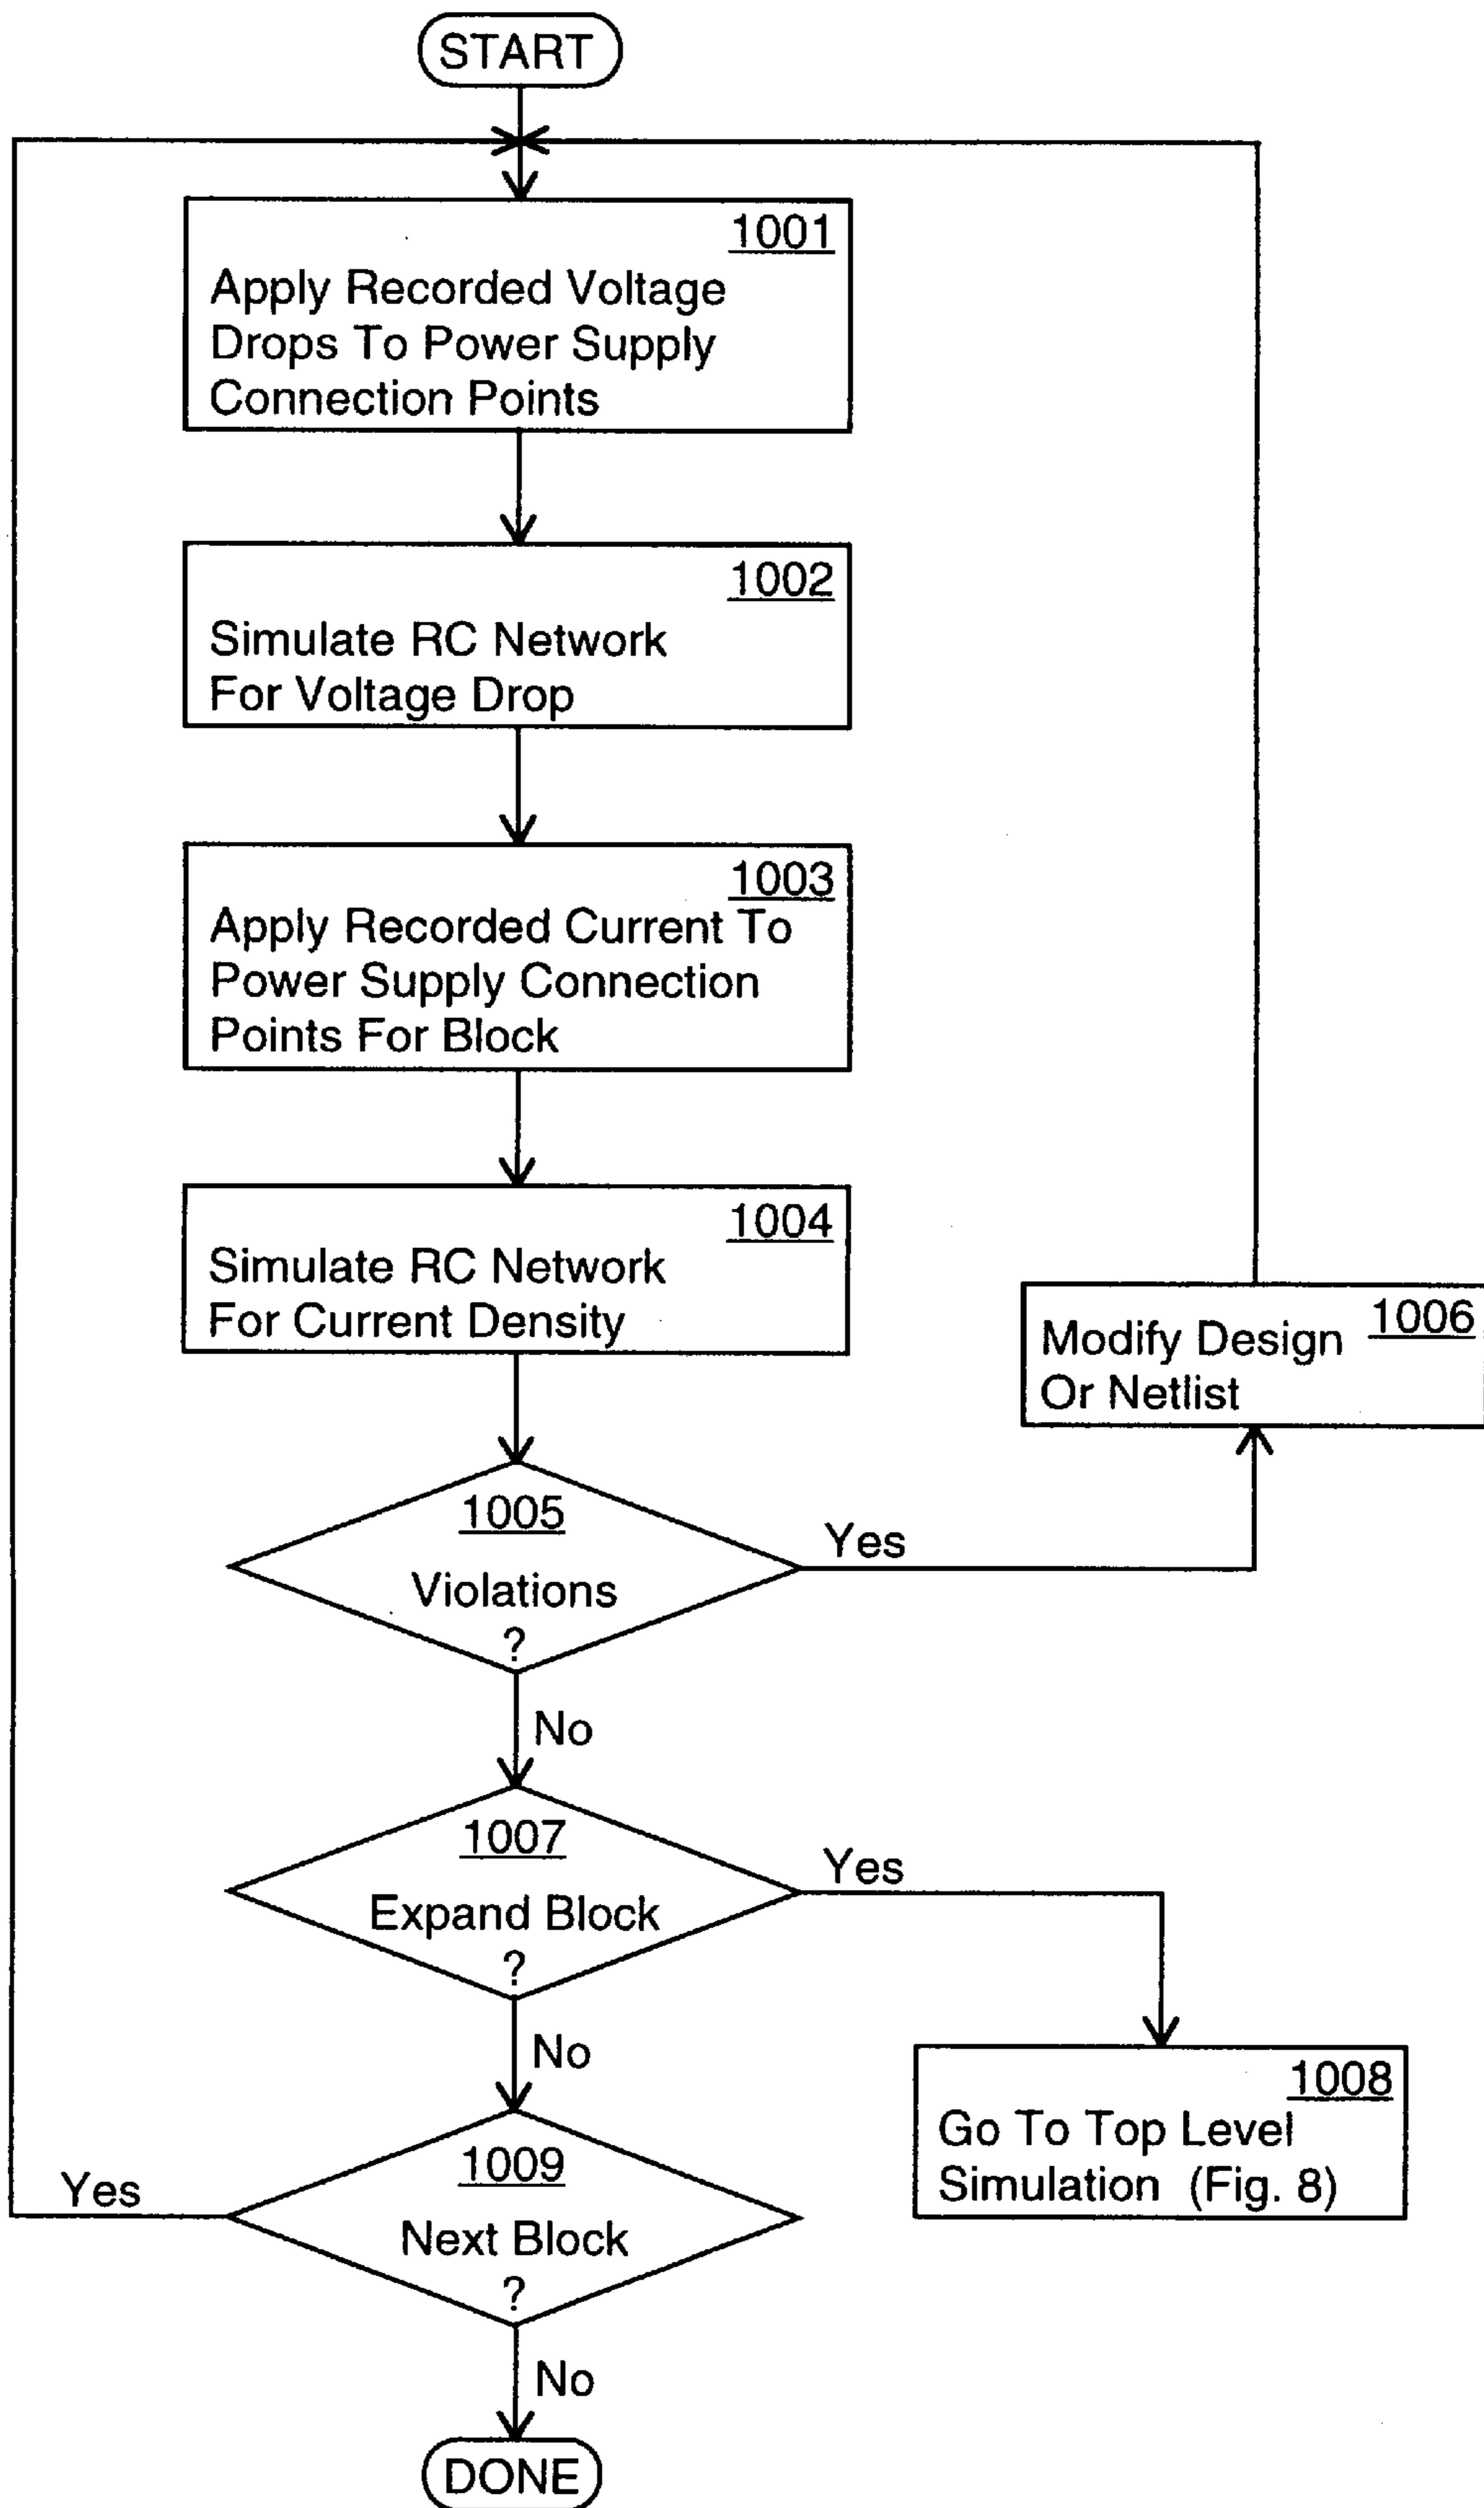 START
1001
Apply Recorded Voltage
Drops To Power Supply
Connection Points
1002
Simulate RC Network
For Voltage Drop
1003
Apply Recorded Current To
Power Supply Connection
Points For Block
1004
Simulate RC Network
For Current Density
1006
Modify Design
Or Netlist
1005
Violations
?
Yes
No
1007
Expand Block
?
Yes
No
1008
Go To Top Level
Simulation (Fig. 8)
1009
Next Block
?
Yes
No
DONE